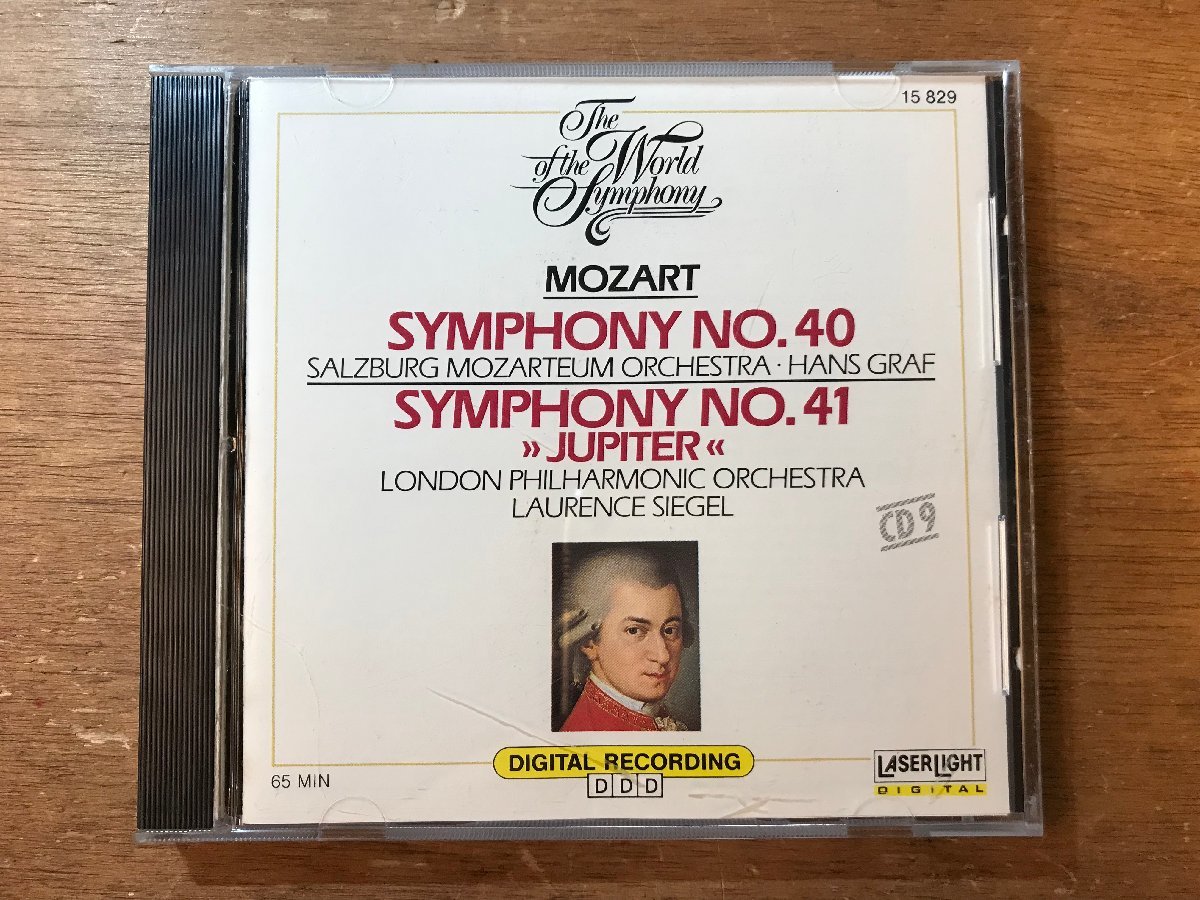 15 829
The World
of the
Symphony
MOZART
SYMPHONY NO. 40
SALZBURG MOZARTEUM ORCHESTRA · HANS GRAF
SYMPHONY NO. 41
» JUPITER «
LONDON PHILHARMONIC ORCHESTRA
LAURENCE SIEGEL
CD 9
DIGITAL RECORDING
DDD
65 MIN
LASERLIGHT
DIGITAL